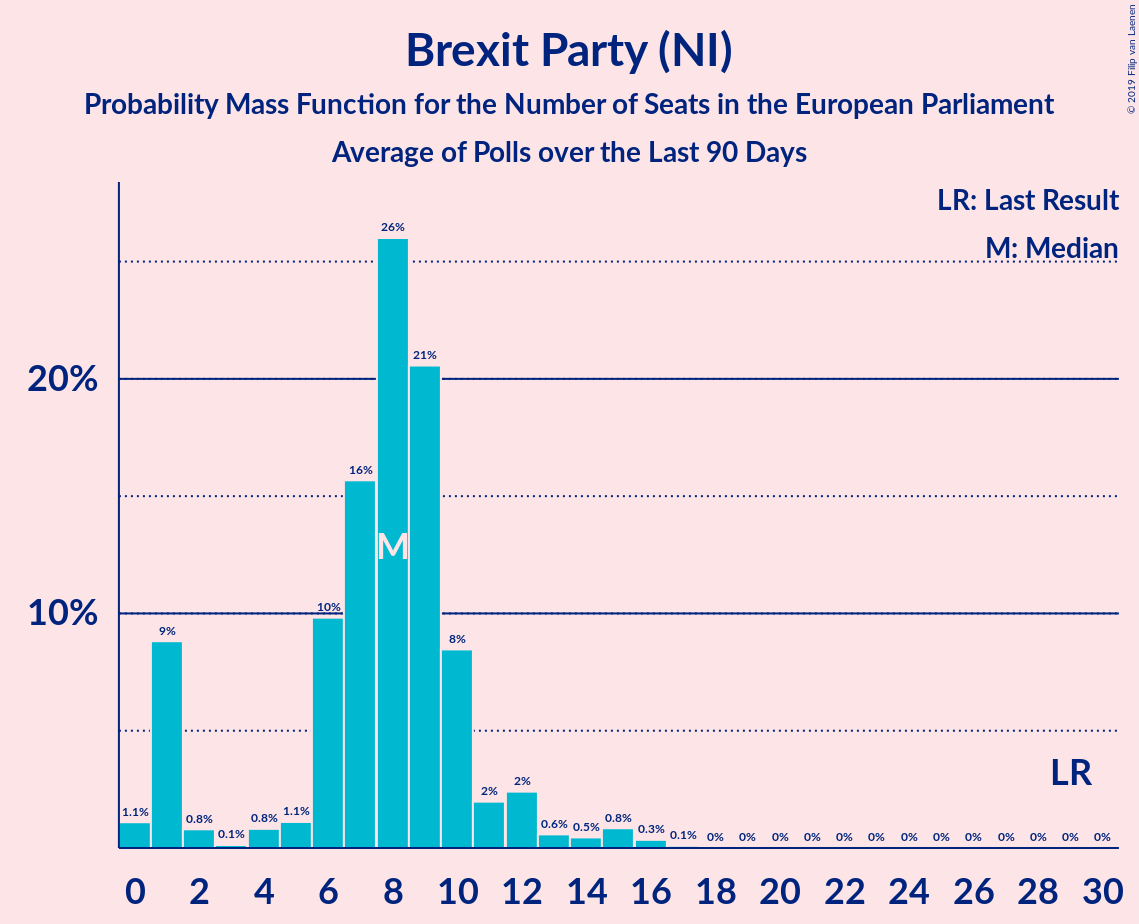 Brexit Party (NI)
Probability Mass Function for the Number of Seats in the European Parliament
Average of Polls over the Last 90 Days
© 2019 Filip van Laenen
LR: Last Result
M: Median
20%
10%
1.1% 9% 0.8% 0.1% 0.8% 1.1% 10% 16% 26% 21% 8% 2% 2% 0.6% 0.5% 0.8% 0.3% 0.1% 0% 0% 0% 0% 0% 0% 0% 0% 0% 0% 0% 0% 0%
M
LR
0 2 4 6 8 10 12 14 16 18 20 22 24 26 28 30